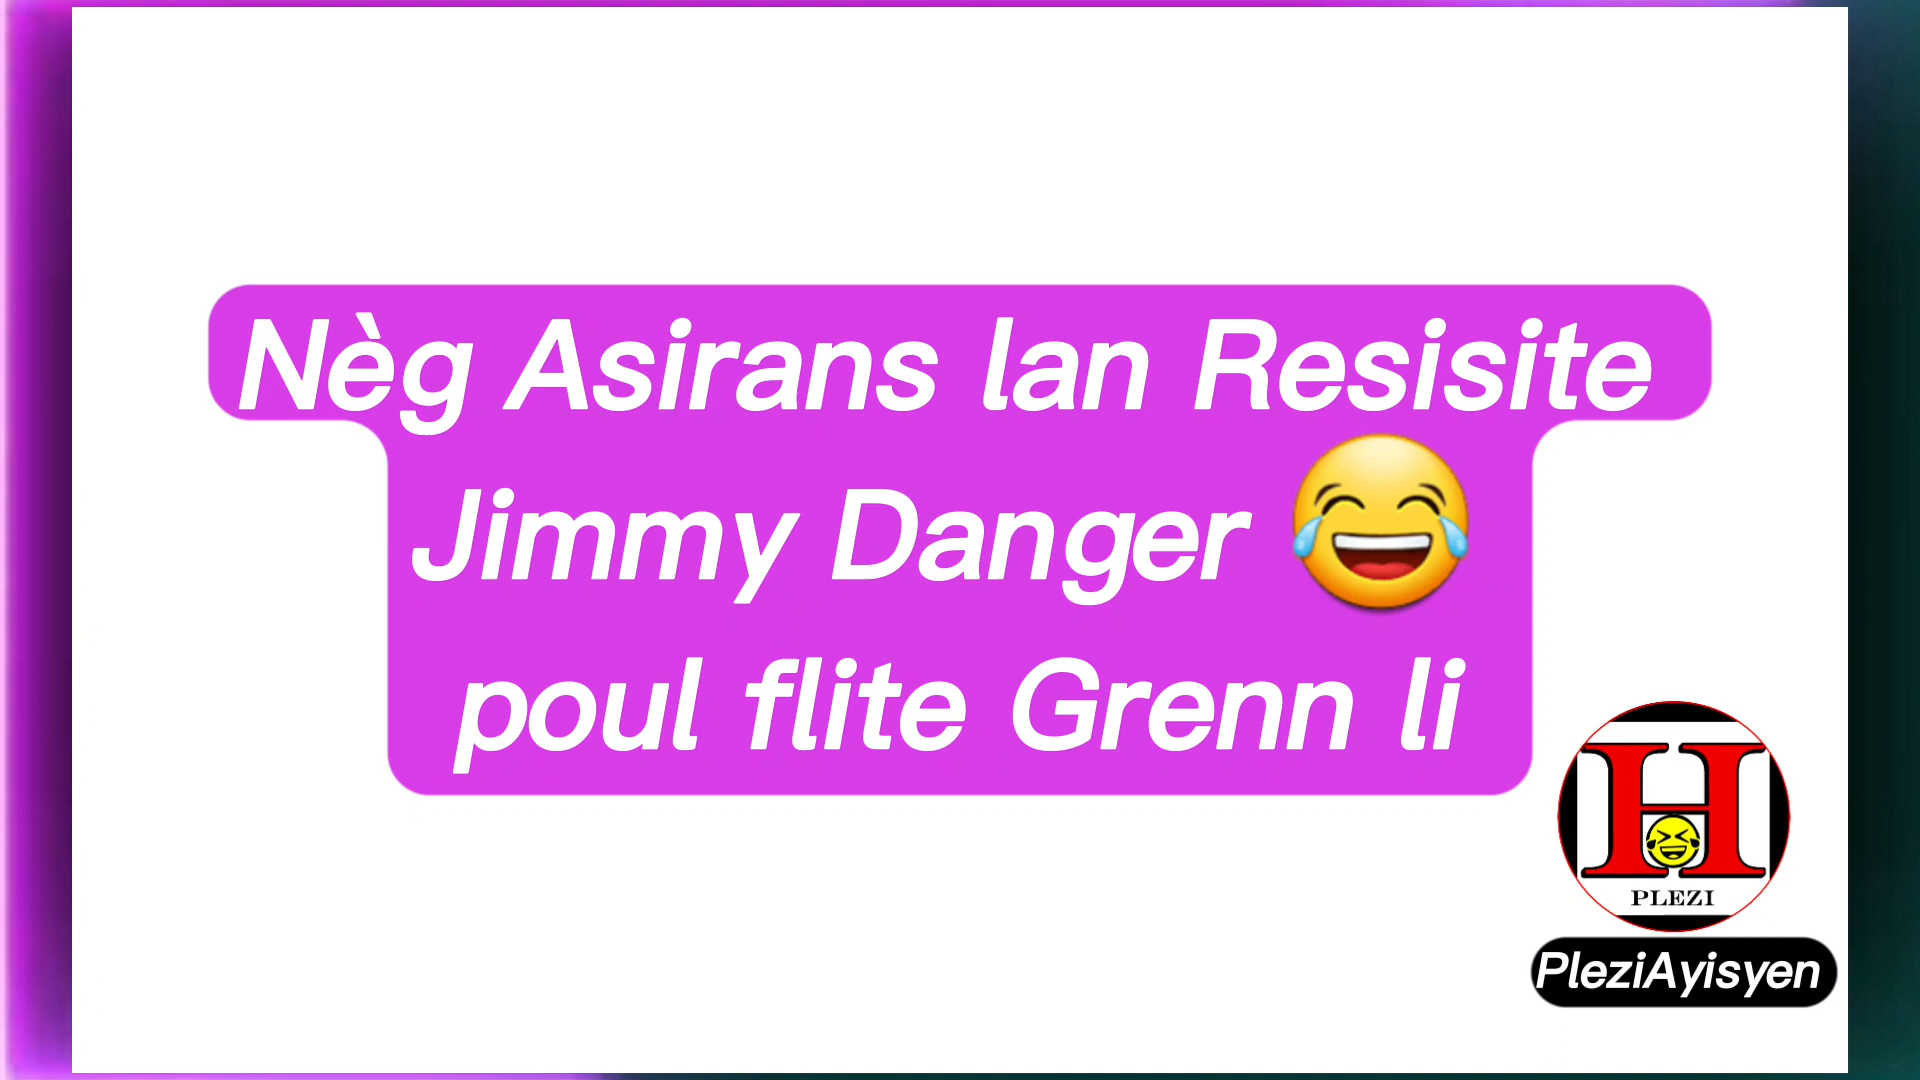 Nèg Asirans lan Resisite
Jimmy Danger 😂
poul flite Grenn li
H
PLEZI
PleziAyisyen